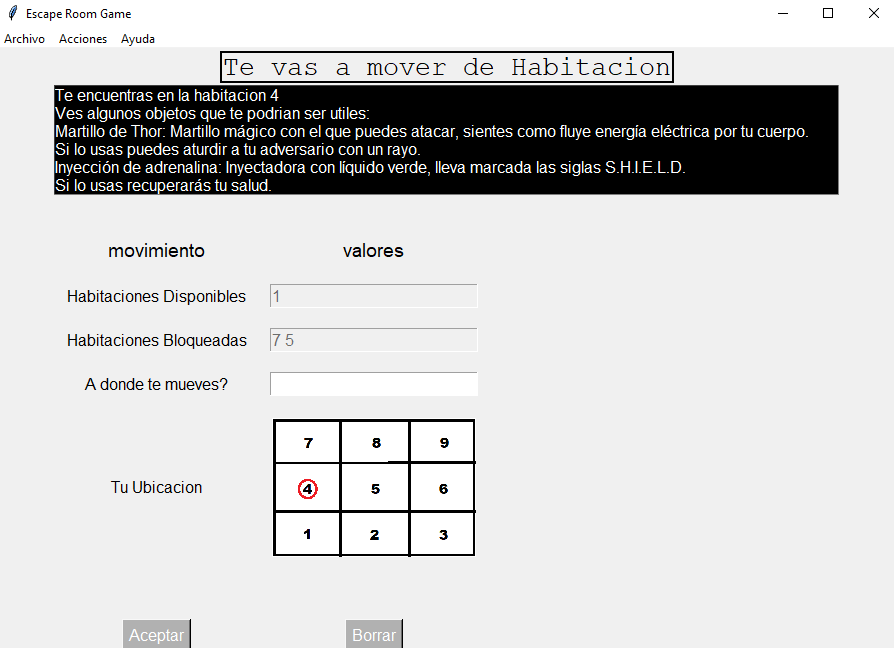 Escape Room Game
Archivo Acciones Ayuda
Te vas a mover de Habitacion
Te encuentras en la habitacion 4
Ves algunos objetos que te podrian ser utiles:
Martillo de Thor: Martillo mágico con el que puedes atacar, sientes como fluye energía eléctrica por tu cuerpo.
Si lo usas puedes aturdir a tu adversario con un rayo.
Inyección de adrenalina: Inyectadora con líquido verde, lleva marcada las siglas S.H.I.E.L.D.
Si lo usas recuperarás tu salud.
movimiento valores
Habitaciones Disponibles 1
Habitaciones Bloqueadas 7 5
A donde te mueves?
7 8 9
Tu Ubicacion 4 5 6
1 2 3
Aceptar Borrar